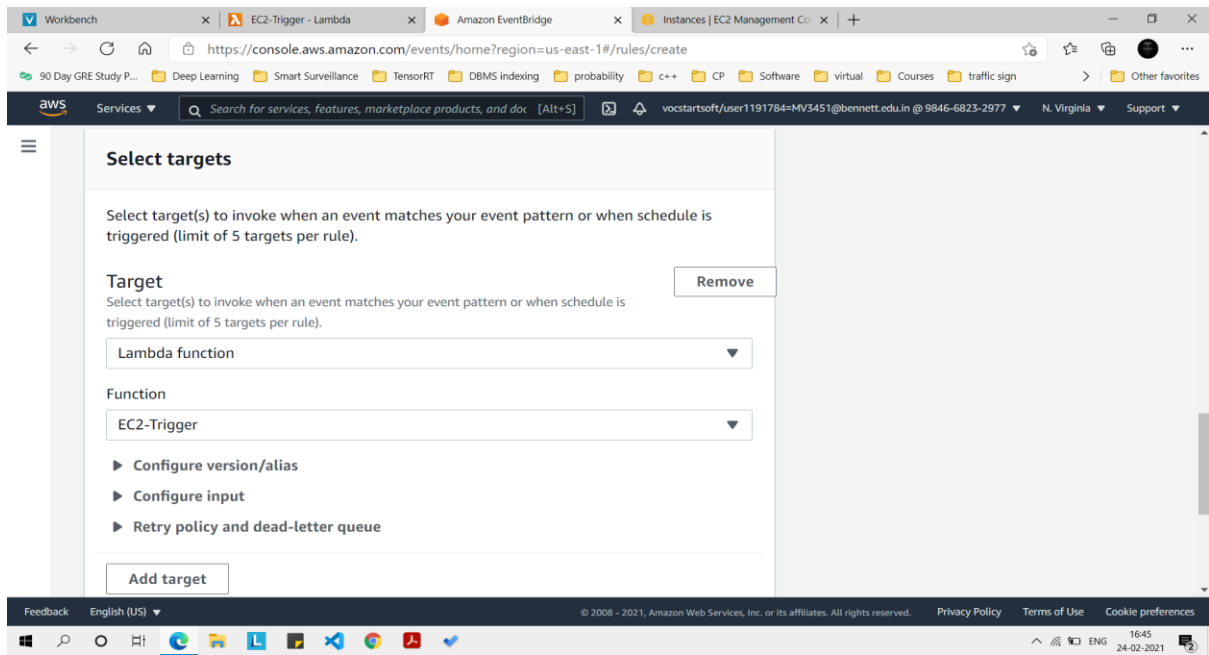 Workbench
EC2-Trigger - Lambda
Amazon EventBridge
Instances | EC2 Management Co
https://console.aws.amazon.com/events/home?region=us-east-1#/rules/create
90 Day GRE Study P...
Deep Learning
Smart Surveillance
TensorRT
DBMS indexing
probability
c++
CP
Software
virtual
Courses
traffic sign
Other favorites
aws
Services
Search for services, features, marketplace products, and doc
[Alt+S]
vocstartsoft/user1191784=MV3451@bennett.edu.in @ 9846-6823-2977
N. Virginia
Support
Select targets
Select target(s) to invoke when an event matches your event pattern or when schedule is
triggered (limit of 5 targets per rule).
Target
Remove
Select target(s) to invoke when an event matches your event pattern or when schedule is
triggered (limit of 5 targets per rule).
Lambda function
Function
EC2-Trigger
Configure version/alias
Configure input
Retry policy and dead-letter queue
Add target
Feedback
English (US)
© 2008 - 2021, Amazon Web Services, Inc. or its affiliates. All rights reserved.
Privacy Policy
Terms of Use
Cookie preferences
ENG
16:45
24-02-2021
2